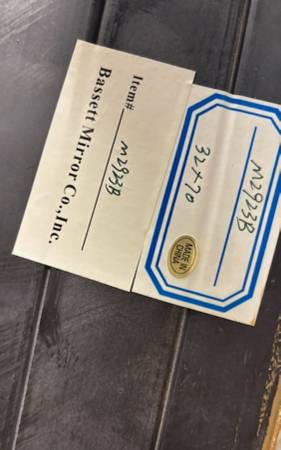 Item# M2923B
Bassett Mirror Co., Inc.
M2923B
32x70
MADE IN
CHINA